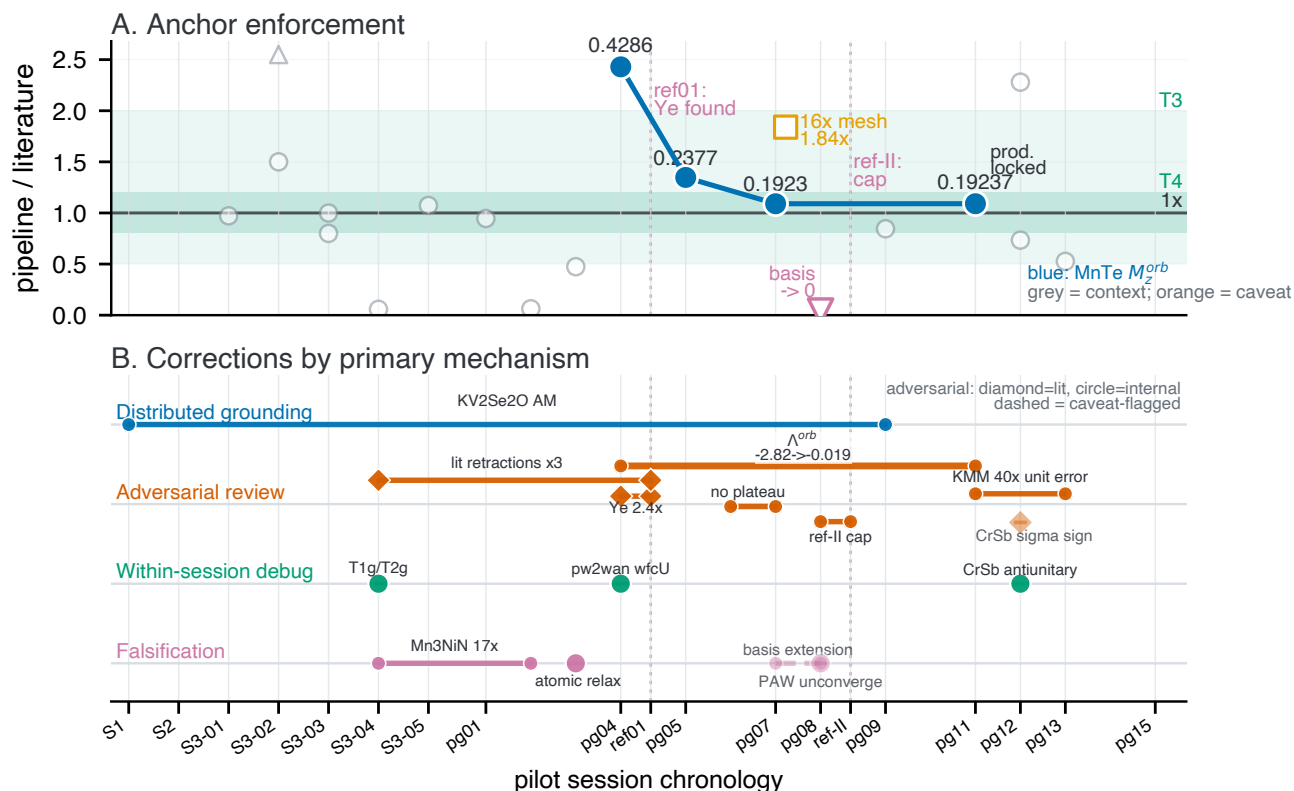 A. Anchor enforcement
pipeline / literature
2.5
2.0
1.5
1.0
0.5
0.0
0.4286
ref01:
Ye found
0.2377
16x mesh
1.84x
0.1923
ref-II:
cap
prod.
locked
0.19237
T3
T4
1x
basis
-> 0
blue: MnTe M_z^orb
grey = context; orange = caveat
B. Corrections by primary mechanism
adversarial: diamond=lit, circle=internal
dashed = caveat-flagged
Distributed grounding
KV2Se2O AM
Λ^orb
-2.82->-0.019
lit retractions x3
KMM 40x unit error
Adversarial review
no plateau
Ye 2.4x
ref-II cap
CrSb sigma sign
Within-session debug
T1g/T2g
pw2wan wfcU
CrSb antiunitary
Falsification
Mn3NiN 17x
basis extension
atomic relax
PAW unconverge
S1
S2
S3-01
S3-02
S3-03
S3-04
S3-05
pg01
pg04
ref01
pg05
pg07
pg08
ref-II
pg09
pg11
pg12
pg13
pg15
pilot session chronology